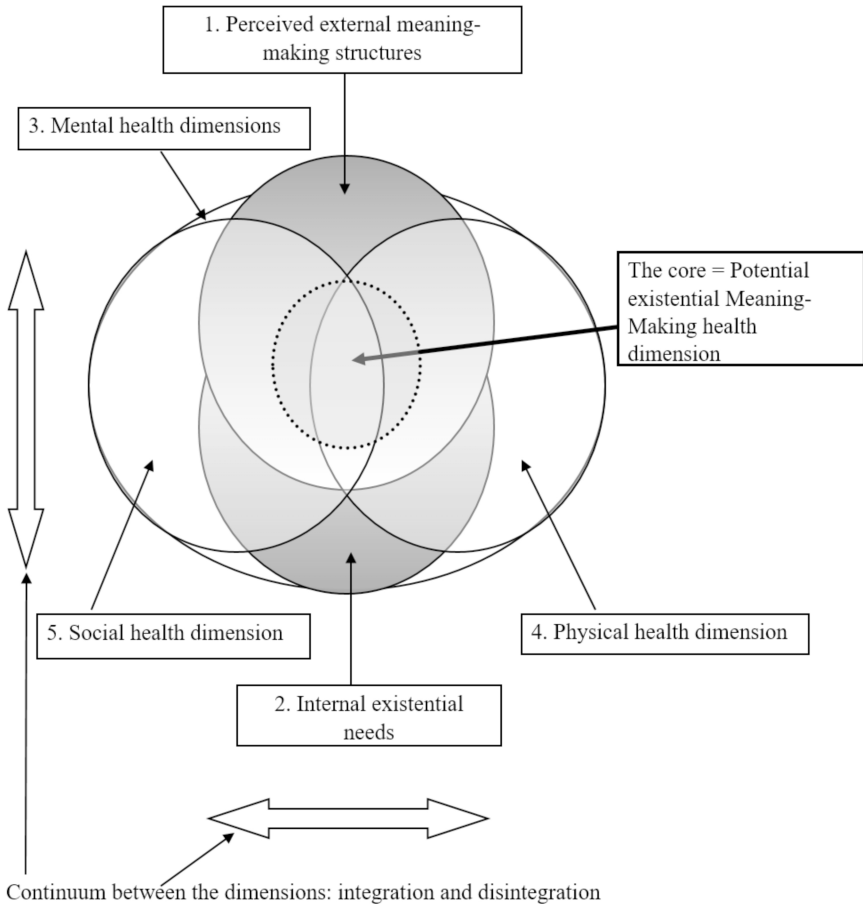 1. Perceived external meaning-
making structures
3. Mental health dimensions
The core = Potential
existential Meaning-
Making health
dimension
5. Social health dimension
4. Physical health dimension
2. Internal existential
needs
Continuum between the dimensions: integration and disintegration